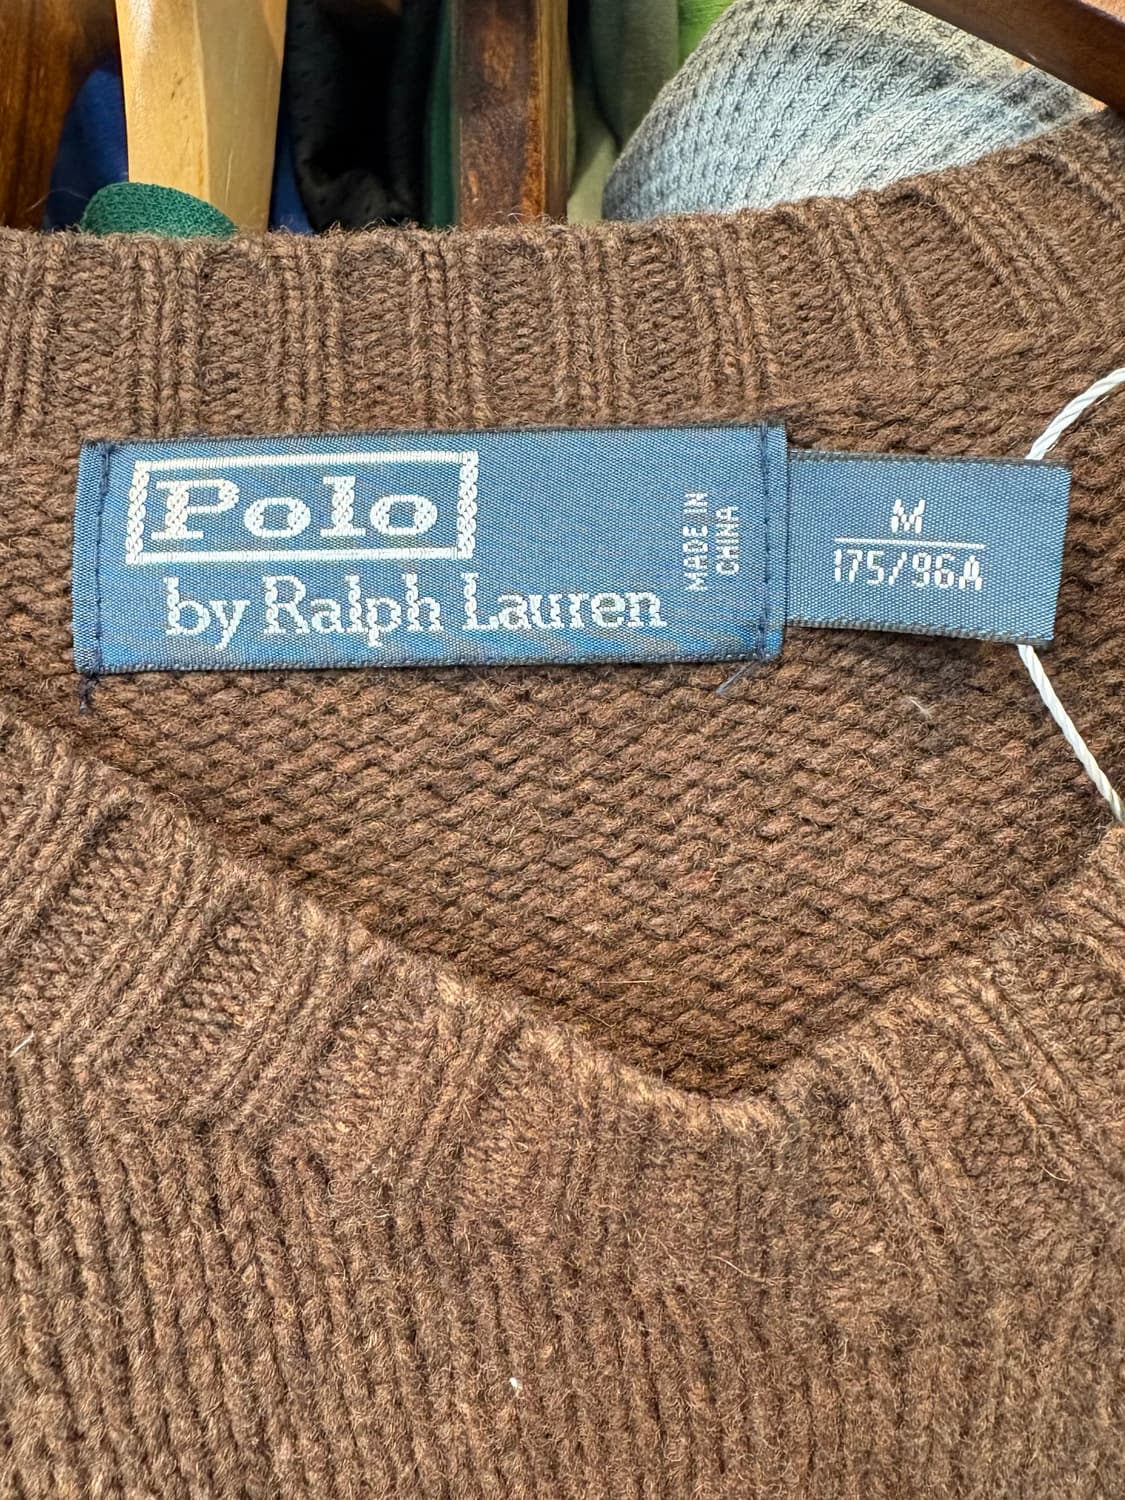 Polo
by Ralph Lauren
MADE IN
CHINA
M
175/96A